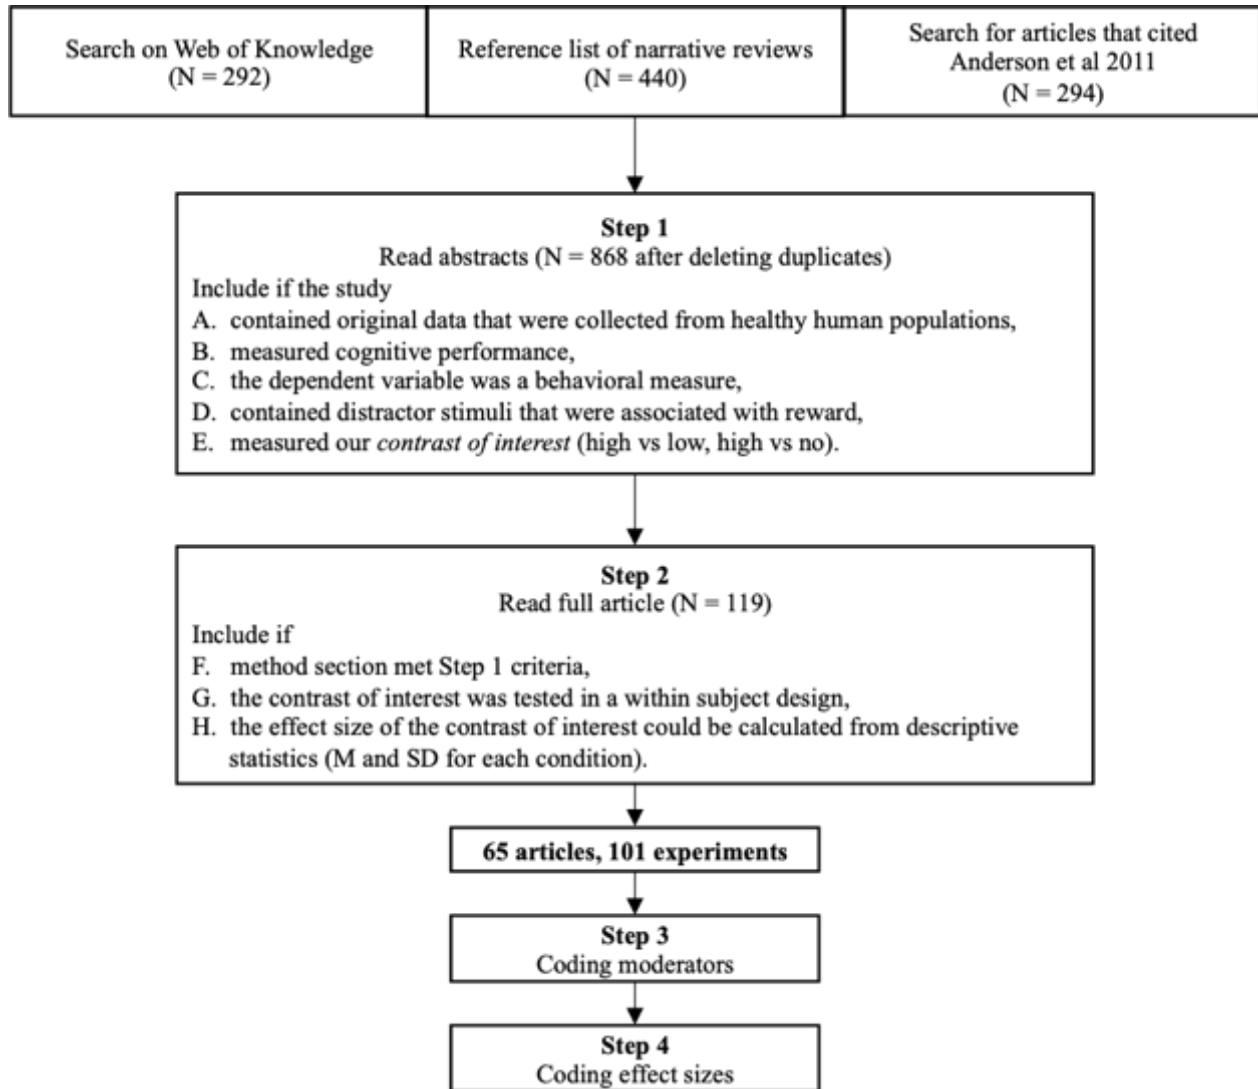 Search on Web of Knowledge
(N = 292)
Reference list of narrative reviews
(N = 440)
Search for articles that cited
Anderson et al 2011
(N = 294)
Step 1
Read abstracts (N = 868 after deleting duplicates)
Include if the study
A. contained original data that were collected from healthy human populations,
B. measured cognitive performance,
C. the dependent variable was a behavioral measure,
D. contained distractor stimuli that were associated with reward,
E. measured our contrast of interest (high vs low, high vs no).
Step 2
Read full article (N = 119)
Include if
F. method section met Step 1 criteria,
G. the contrast of interest was tested in a within subject design,
H. the effect size of the contrast of interest could be calculated from descriptive
statistics (M and SD for each condition).
65 articles, 101 experiments
Step 3
Coding moderators
Step 4
Coding effect sizes